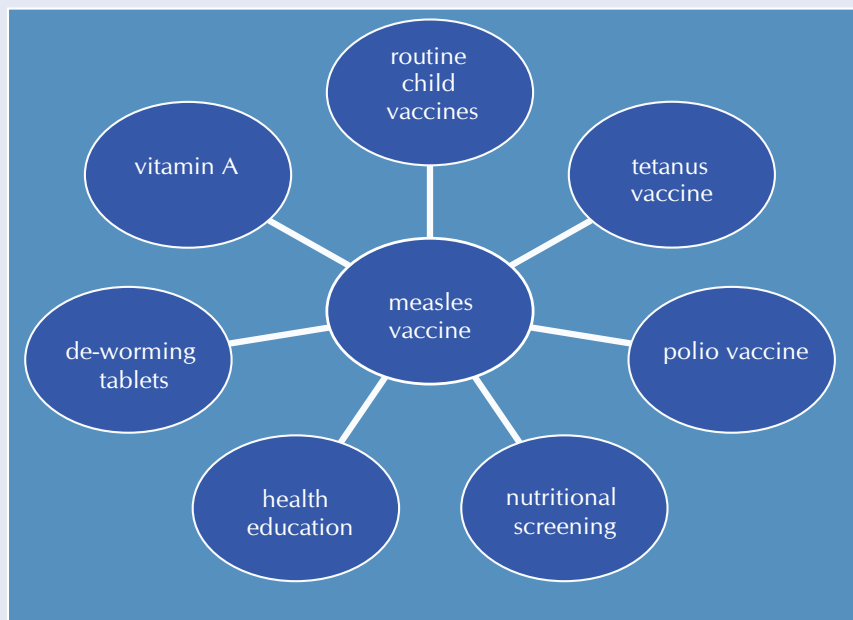 routine
child
vaccines
vitamin A
tetanus
vaccine
measles
vaccine
de-worming
tablets
polio vaccine
health
education
nutritional
screening